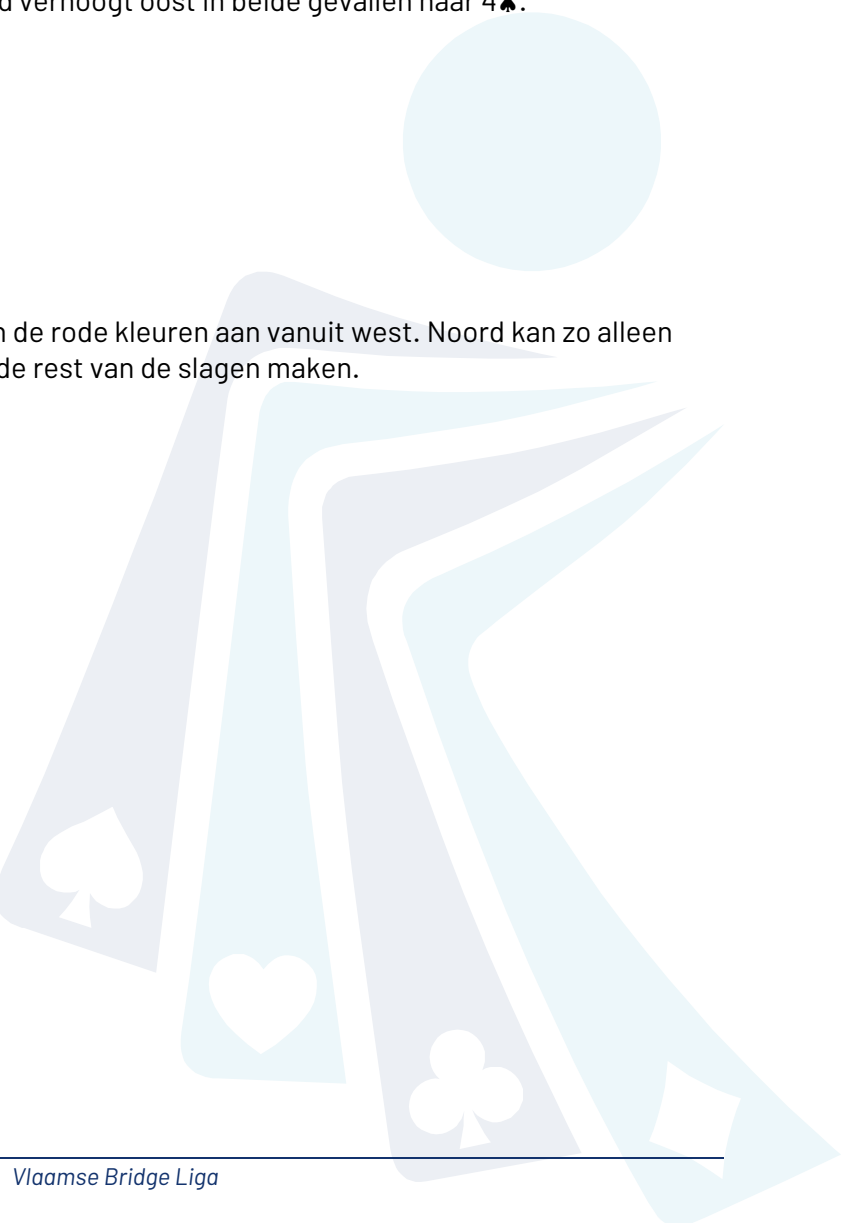 verhoogt oost in beide gevallen naar 4♠.
de rode kleuren aan vanuit west. Noord kan zo alleen
de rest van de slagen maken.
Vlaamse Bridge Liga